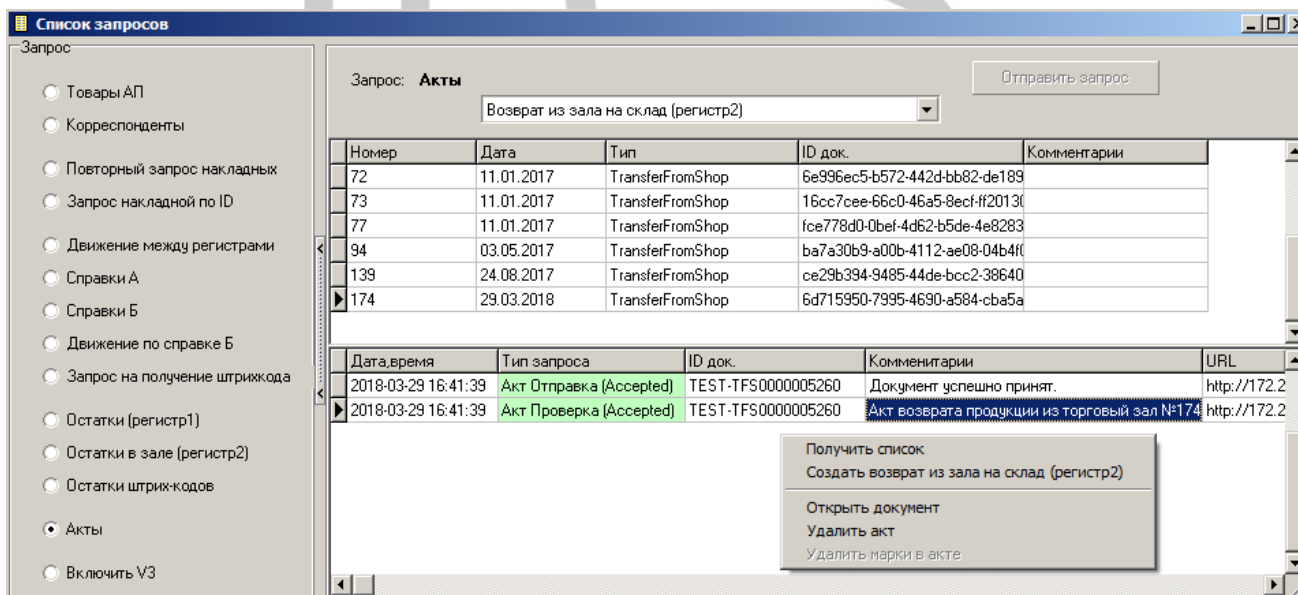 Список запросов
Запрос
Товары АП
Корреспонденты
Повторный запрос накладных
Запрос накладной по ID
Движение между регистрами
Справки А
Справки Б
Движение по справке Б
Запрос на получение штрихкода
Остатки (регистр1)
Остатки в зале (регистр2)
Остатки штрих-кодов
Акты
Включить V3
Запрос: Акты
Отправить запрос
Возврат из зала на склад (регистр2)
Номер Дата Тип ID док. Комментарии
72 11.01.2017 TransferFromShop 6e996ec5-b572-442d-bb82-de189
73 11.01.2017 TransferFromShop 16cc7cee-66c0-46a5-8ecf-ff2013(
77 11.01.2017 TransferFromShop fce778d0-0bef-4d62-b5de-4e8283
94 03.05.2017 TransferFromShop ba7a30b9-a00b-4112-ae08-04b4f(
139 24.08.2017 TransferFromShop ce29b394-9485-44de-bcc2-38640
174 29.03.2018 TransferFromShop 6d715950-7995-4690-a584-cba5a
Дата,время Тип запроса ID док. Комменитарии URL
2018-03-29 16:41:39 Акт Отправка (Accepted) TEST-TFS0000005260 Документ успешно принят. http://172.2
2018-03-29 16:41:39 Акт Проверка (Accepted) TEST-TFS0000005260 Акт возврата продукции из торговый зал №174 http://172.2
Получить список
Создать возврат из зала на склад (регистр2)
Открыть документ
Удалить акт
Удалить марки в акте